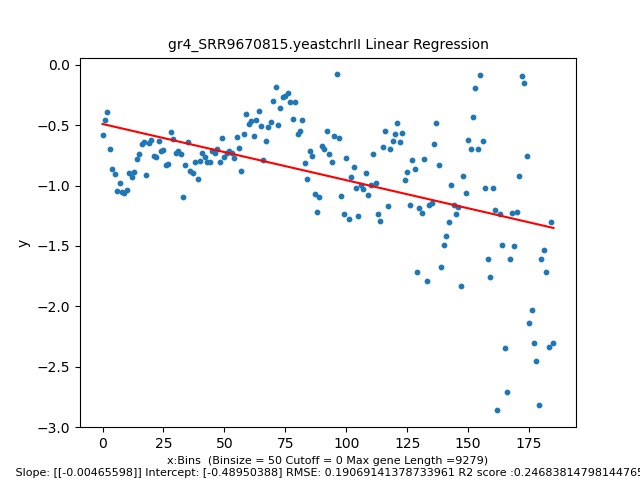 gr4_SRR9670815.yeastchrII Linear Regression
0.0
−0.5
−1.0
−1.5
−2.0
−2.5
−3.0
y
0 25 50 75 100 125 150 175
x:Bins (Binsize = 50 Cutoff = 0 Max gene Length =9279)
Slope: [[-0.00465598]] Intercept: [-0.48950388] RMSE: 0.19069141378733961 R2 score :0.24683814798144765